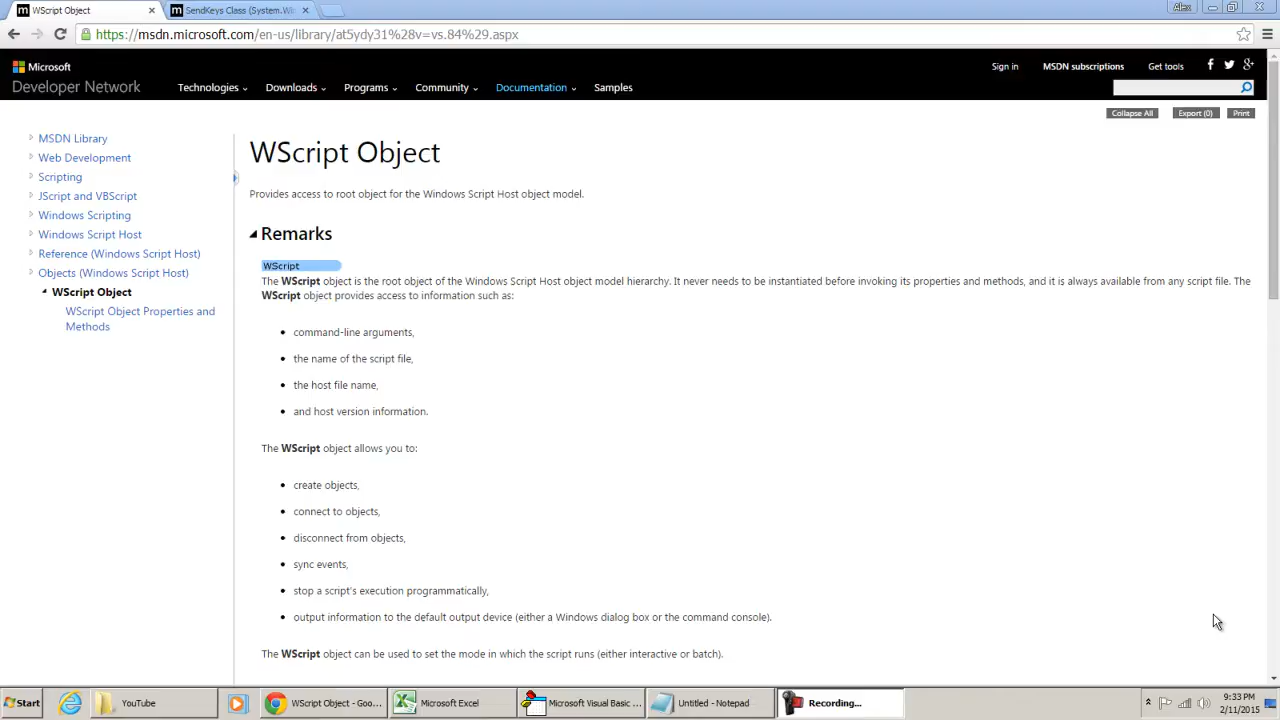 WScript Object
SendKeys Class (System.Wi
Alex
https://msdn.microsoft.com/en-us/library/at5ydy31%28v=vs.84%29.aspx
Microsoft
Developer Network
Sign in
MSDN subscriptions
Get tools
Technologies
Downloads
Programs
Community
Documentation
Samples
Collapse All
Export (0)
Print
MSDN Library
Web Development
Scripting
JScript and VBScript
Windows Scripting
Windows Script Host
Reference (Windows Script Host)
Objects (Windows Script Host)
WScript Object
WScript Object Properties and
Methods
WScript Object
Provides access to root object for the Windows Script Host object model.
Remarks
WScript
The WScript object is the root object of the Windows Script Host object model hierarchy. It never needs to be instantiated before invoking its properties and methods, and it is always available from any script file. The
WScript object provides access to information such as:
command-line arguments,
the name of the script file,
the host file name,
and host version information.
The WScript object allows you to:
create objects,
connect to objects,
disconnect from objects,
sync events,
stop a script's execution programmatically,
output information to the default output device (either a Windows dialog box or the command console).
The WScript object can be used to set the mode in which the script runs (either interactive or batch).
Start
YouTube
WScript Object - Goo...
Microsoft Excel
Microsoft Visual Basic ...
Untitled - Notepad
Recording...
9:33 PM
2/11/2015